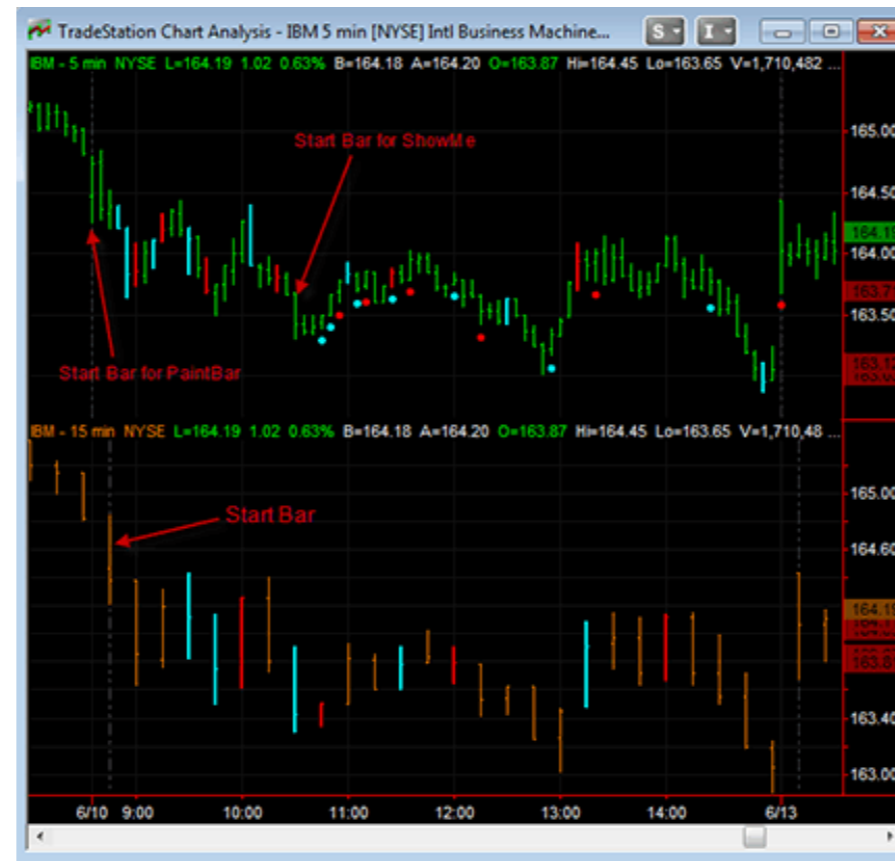 TradeStation Chart Analysis - IBM 5 min [NYSE] Intl Business Machine...
S
I
IBM - 5 min NYSE L=164.19 1.02 0.63% B=164.18 A=164.20 O=163.87 Hi=164.45 Lo=163.65 V=1,710,482 ...
Start Bar for ShowMe
165.00
164.50
164.19
164.00
163.50
Start Bar for PaintBar
IBM - 15 min NYSE L=164.19 1.02 0.63% B=164.18 A=164.20 O=163.87 Hi=164.45 Lo=163.65 V=1,710,48 ...
165.00
Start Bar
164.60
164.19
163.40
163.00
6/10 9:00 10:00 11:00 12:00 13:00 14:00 6/13